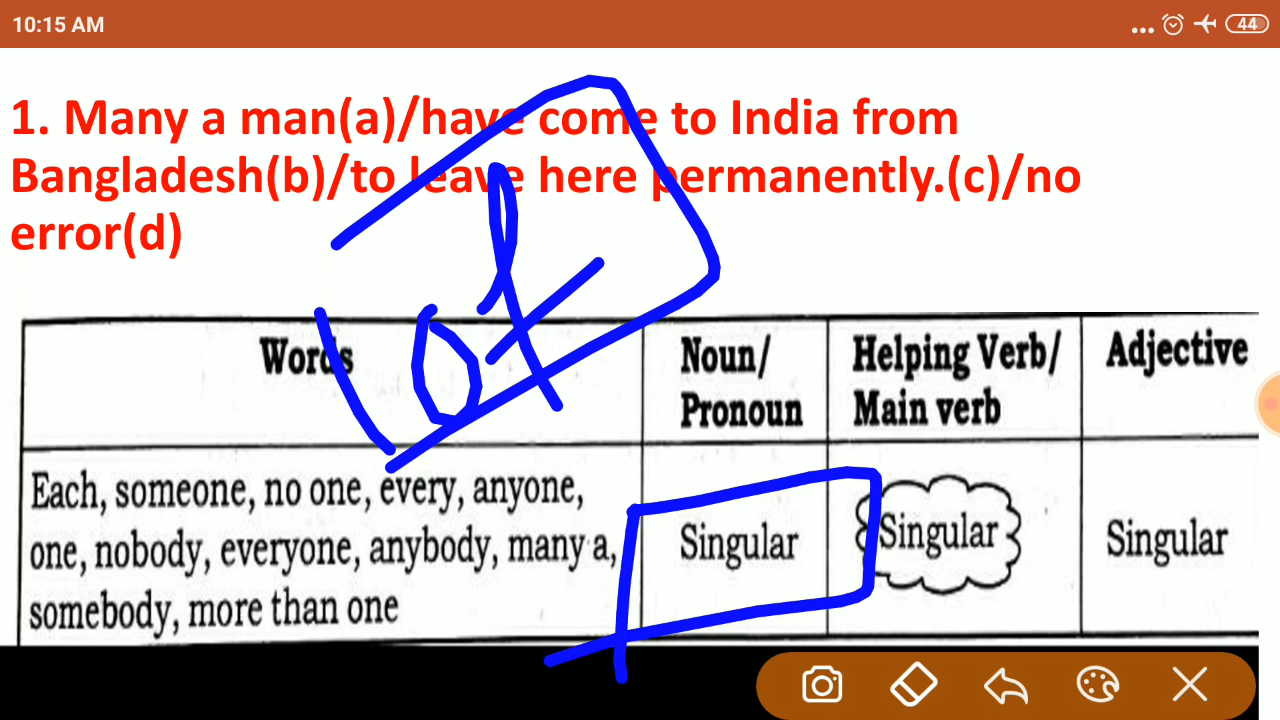 10:15 AM
44
1. Many a man(a)/have come to India from
Bangladesh(b)/to leave here permanently.(c)/no
error(d)
of
Words
Noun/
Pronoun
Helping Verb/
Main verb
Adjective
Each, someone, no one, every, anyone,
one, nobody, everyone, anybody, many a,
somebody, more than one
Singular
Singular
Singular